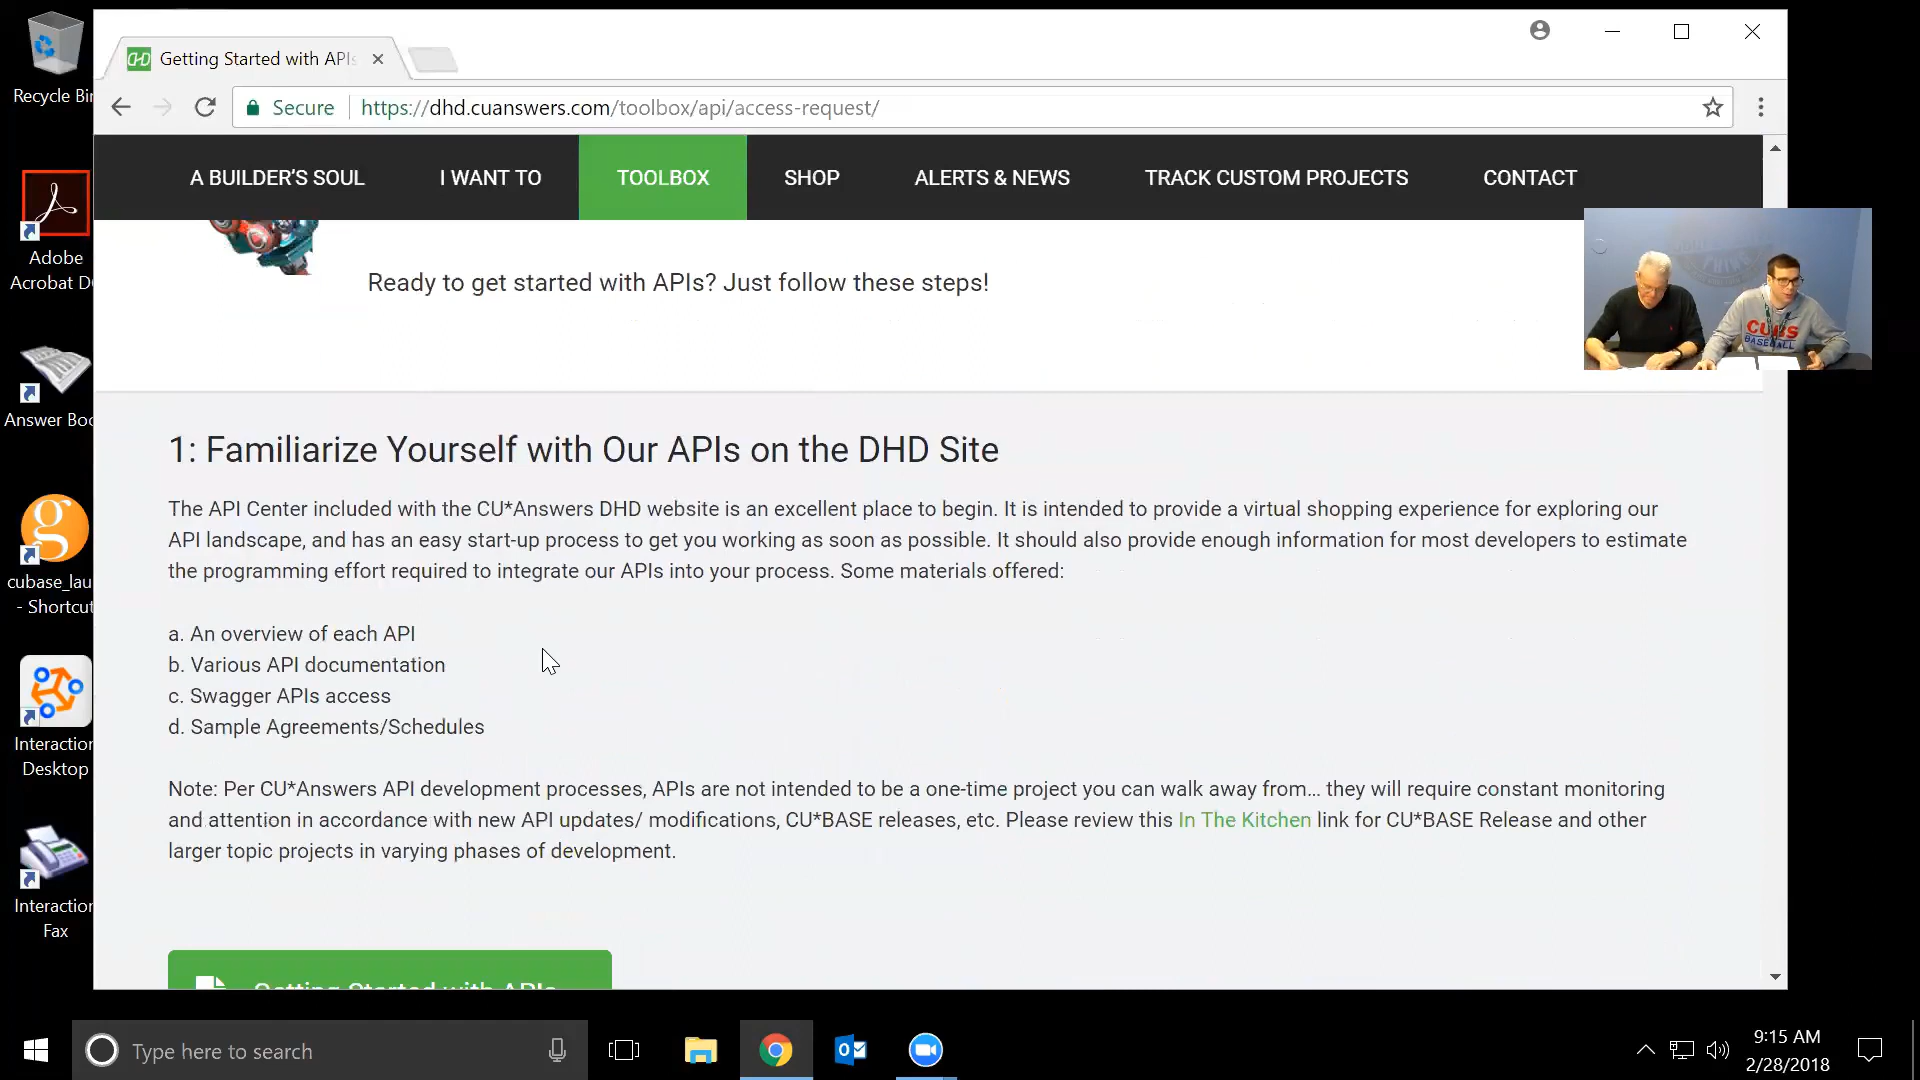 Getting Started with APIs
Secure
https://dhd.cuanswers.com/toolbox/api/access-request/
A BUILDER'S SOUL
I WANT TO
TOOLBOX
SHOP
ALERTS & NEWS
TRACK CUSTOM PROJECTS
CONTACT
Ready to get started with APIs? Just follow these steps!
CUBS
BASEBALL
1: Familiarize Yourself with Our APIs on the DHD Site
The API Center included with the CU*Answers DHD website is an excellent place to begin. It is intended to provide a virtual shopping experience for exploring our
API landscape, and has an easy start-up process to get you working as soon as possible. It should also provide enough information for most developers to estimate
the programming effort required to integrate our APIs into your process. Some materials offered:
a. An overview of each API
b. Various API documentation
c. Swagger APIs access
d. Sample Agreements/Schedules
Note: Per CU*Answers API development processes, APIs are not intended to be a one-time project you can walk away from... they will require constant monitoring
and attention in accordance with new API updates/ modifications, CU*BASE releases, etc. Please review this In The Kitchen link for CU*BASE Release and other
larger topic projects in varying phases of development.
Getting Started with APIs
Recycle Bin
Adobe
Acrobat D
Answer Boo
cubase_lau
- Shortcut
Interaction
Desktop
Interaction
Fax
Type here to search
9:15 AM
2/28/2018